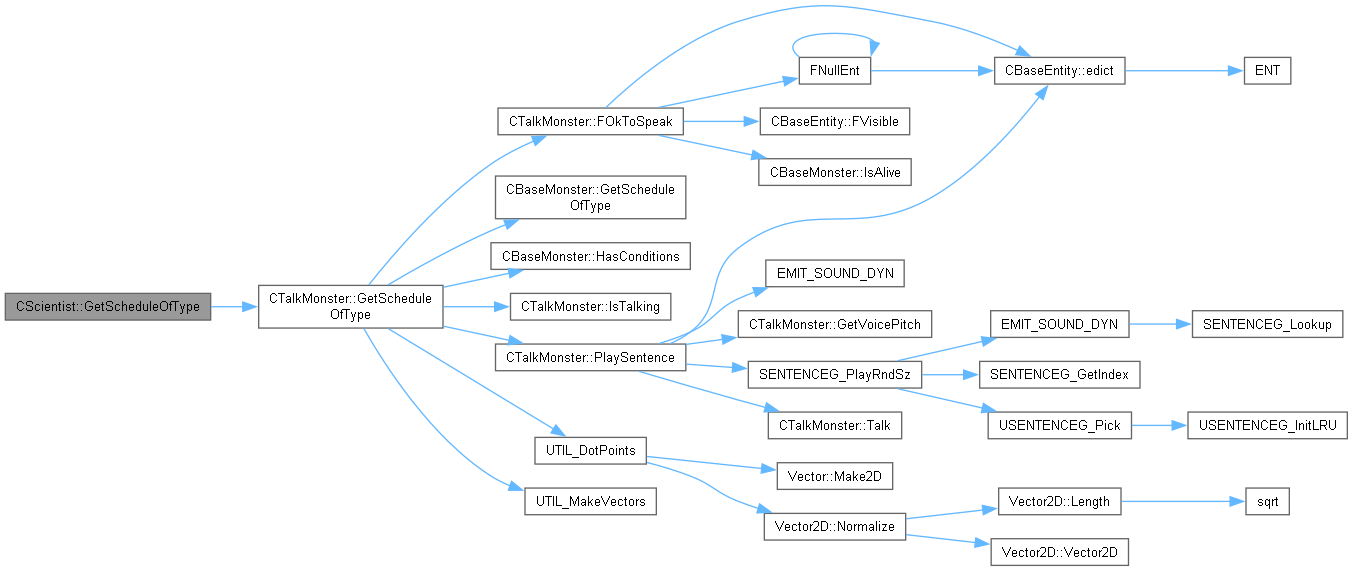 CScientist::GetScheduleOfType
CTalkMonster::GetSchedule
OfType
CTalkMonster::FOkToSpeak
CBaseMonster::GetSchedule
OfType
CBaseMonster::HasConditions
CTalkMonster::IsTalking
CTalkMonster::PlaySentence
UTIL_DotPoints
UTIL_MakeVectors
FNullEnt
CBaseEntity::FVisible
CBaseMonster::IsAlive
EMIT_SOUND_DYN
CTalkMonster::GetVoicePitch
SENTENCEG_PlayRndSz
CTalkMonster::Talk
Vector::Make2D
Vector2D::Normalize
CBaseEntity::edict
EMIT_SOUND_DYN
SENTENCEG_GetIndex
USENTENCEG_Pick
Vector2D::Length
Vector2D::Vector2D
ENT
SENTENCEG_Lookup
USENTENCEG_InitLRU
sqrt